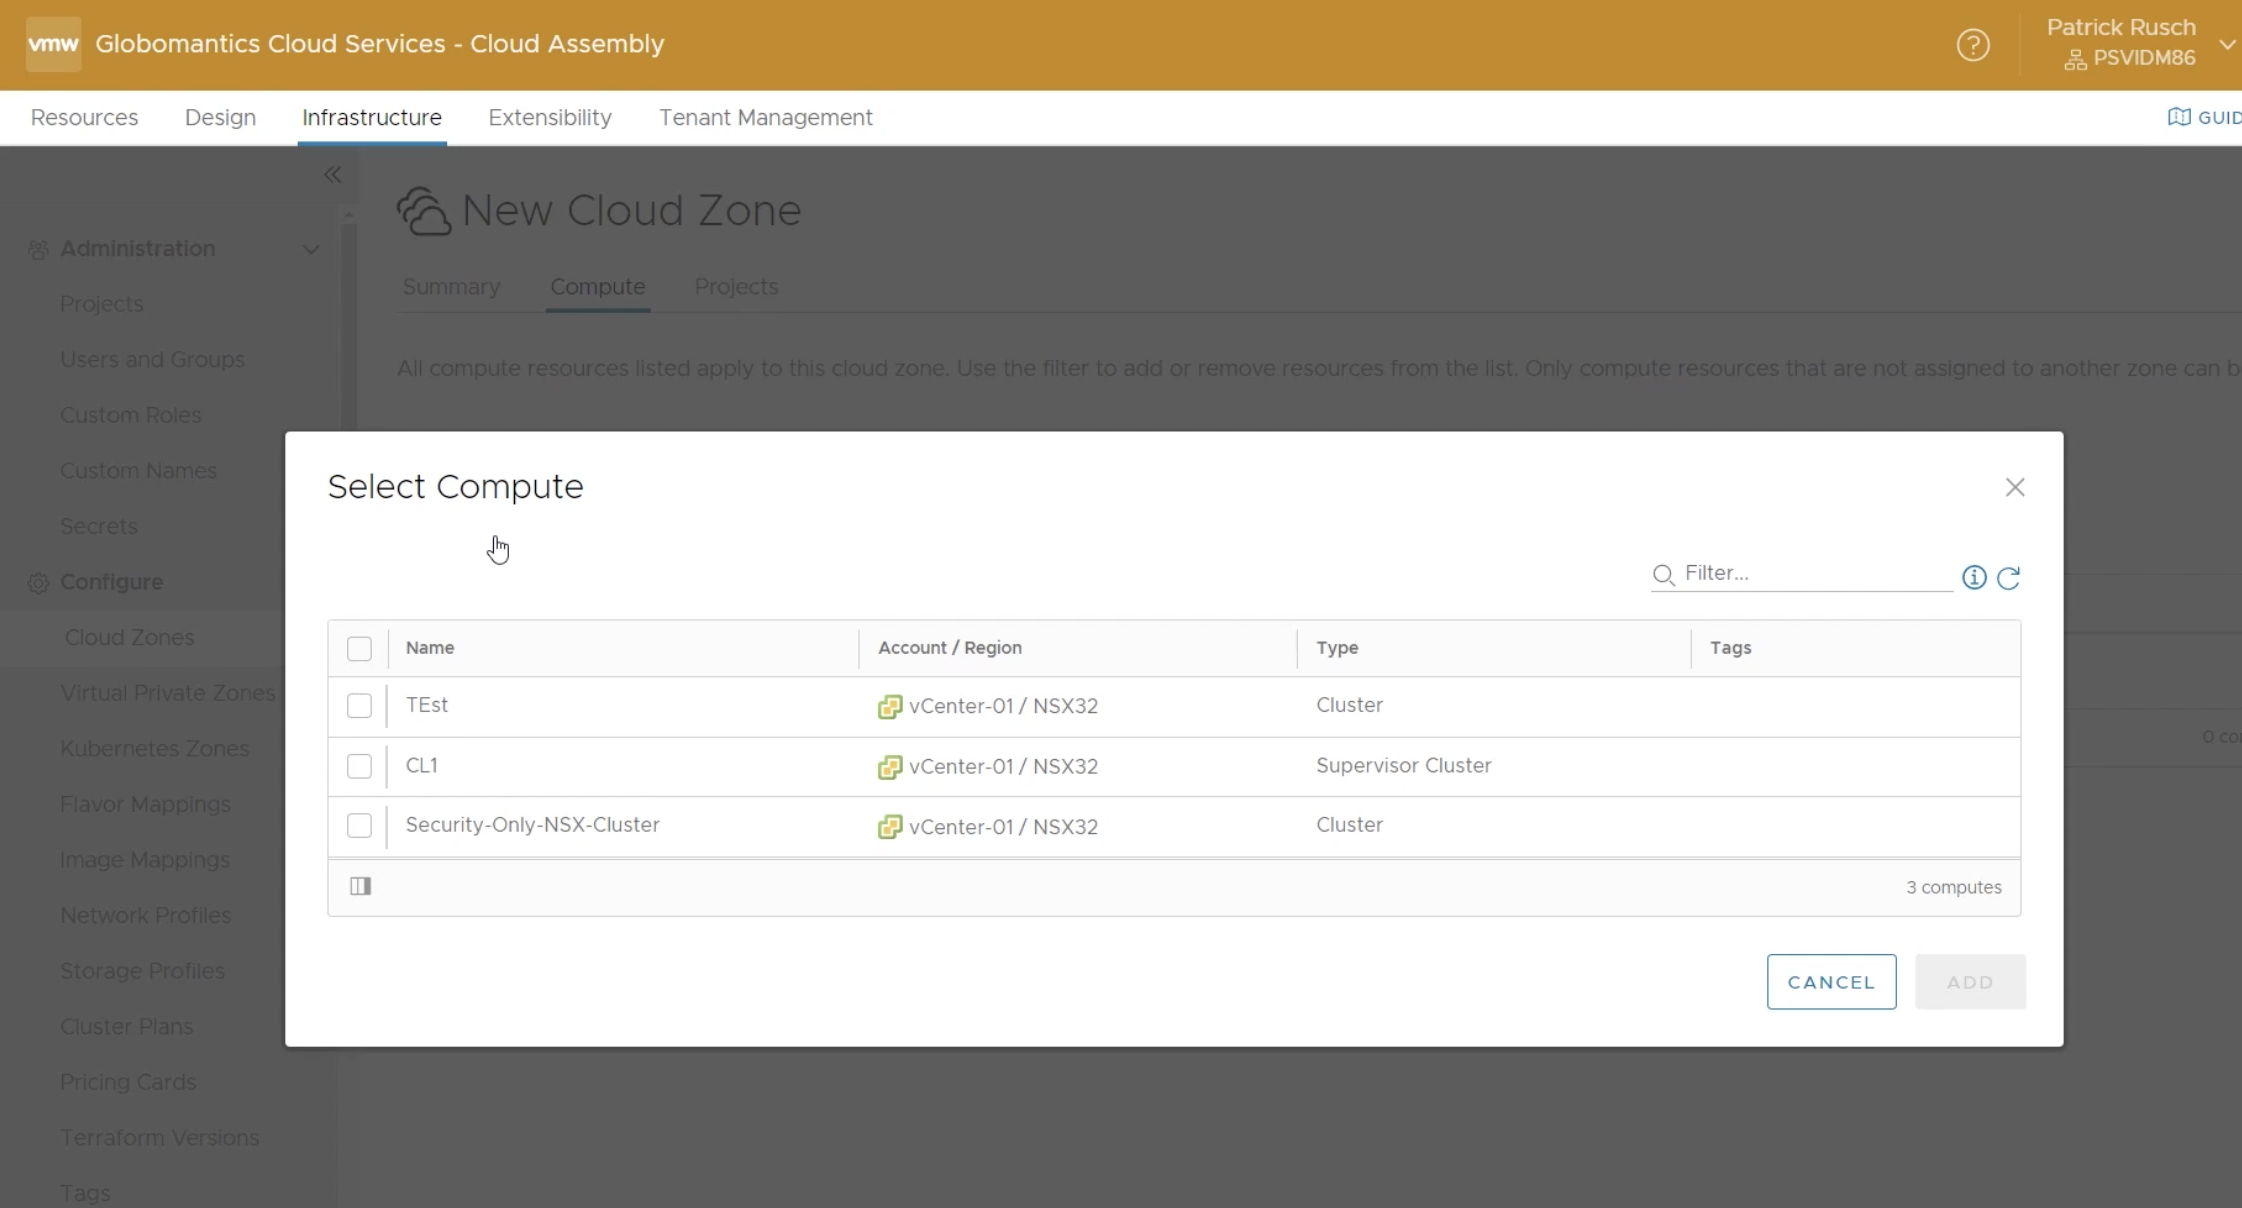 vmw Globomantics Cloud Services - Cloud Assembly
Patrick Rusch
PSVIDM86
Resources Design Infrastructure Extensibility Tenant Management
New Cloud Zone
Administration
Projects
Users and Groups
Custom Roles
Custom Names
Secrets
Configure
Cloud Zones
Virtual Private Zones
Kubernetes Zones
Flavor Mappings
Image Mappings
Network Profiles
Storage Profiles
Cluster Plans
Pricing Cards
Terraform Versions
Tags
Summary Compute Projects
All compute resources listed apply to this cloud zone. Use the filter to add or remove resources from the list. Only compute resources that are not assigned to another zone can
Select Compute
Filter...
Name Account / Region Type Tags
TEst vCenter-01 / NSX32 Cluster
CL1 vCenter-01 / NSX32 Supervisor Cluster
Security-Only-NSX-Cluster vCenter-01 / NSX32 Cluster
3 computes
CANCEL ADD